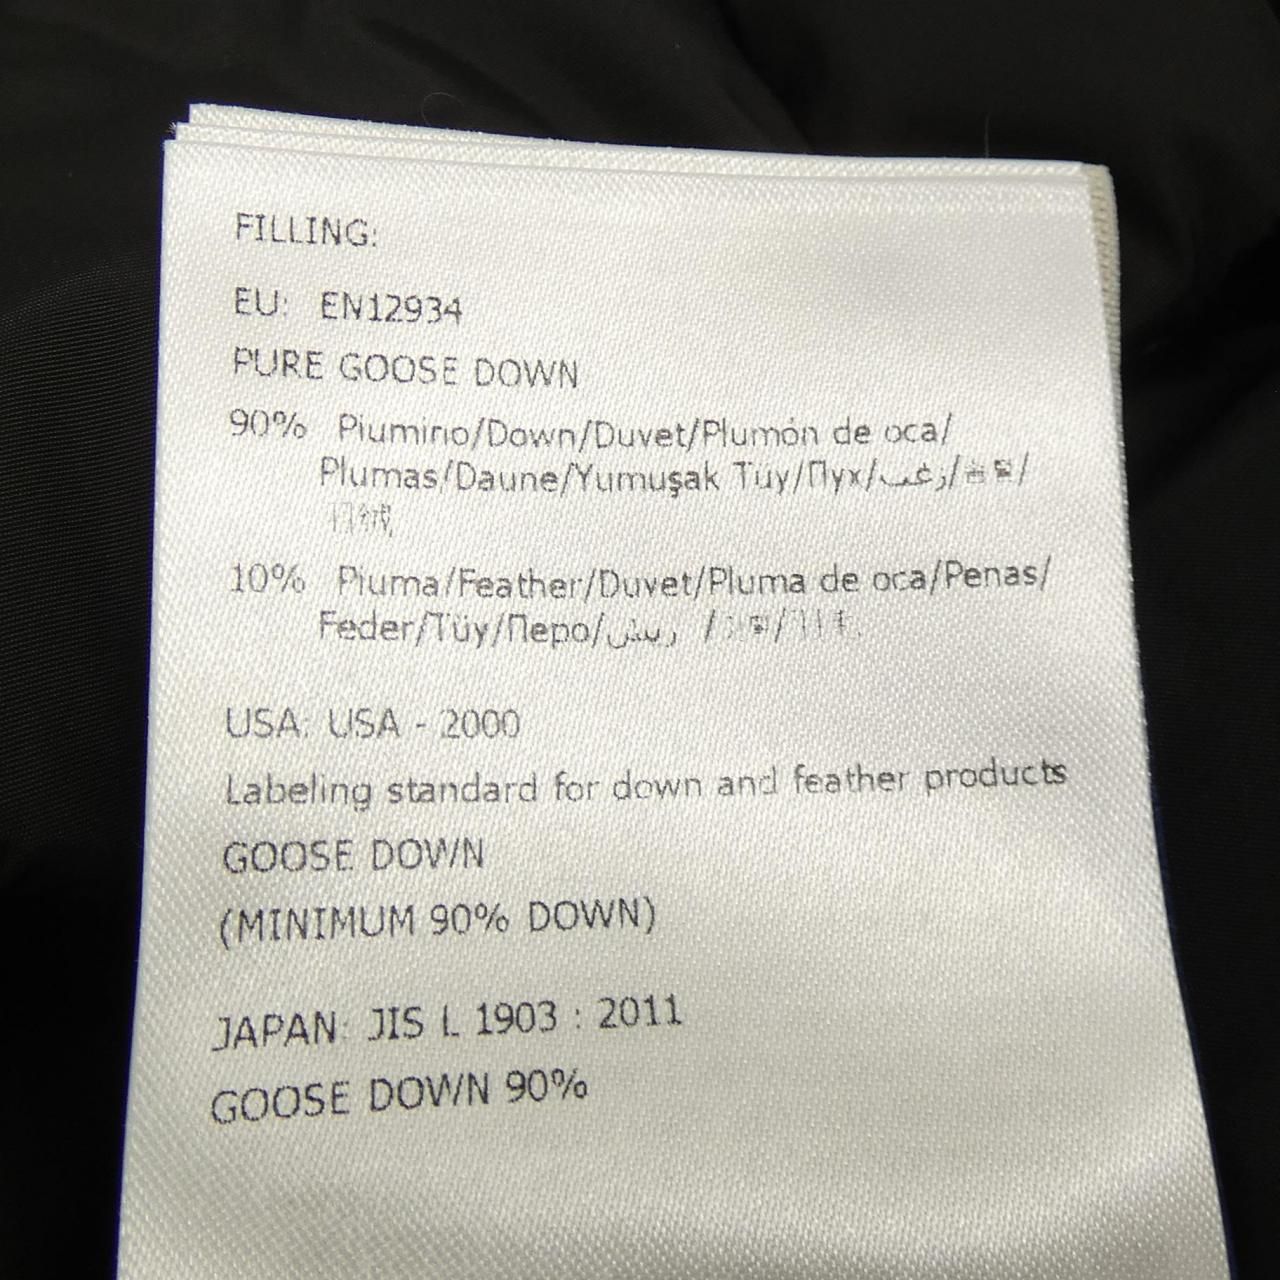 FILLING:
EU: EN12934
PURE GOOSE DOWN
90% Piumino/Down/Duvet/Plumón de oca/
Plumas/Daune/Yumuşak Tüy/Пух/زغب/
10% Piuma/Feather/Duvet/Pluma de oca/Penas/
Feder/Tüy/Перо/ريش /
USA: USA - 2000
Labeling standard for down and feather products
GOOSE DOWN
(MINIMUM 90% DOWN)
JAPAN: JIS L 1903 : 2011
GOOSE DOWN 90%